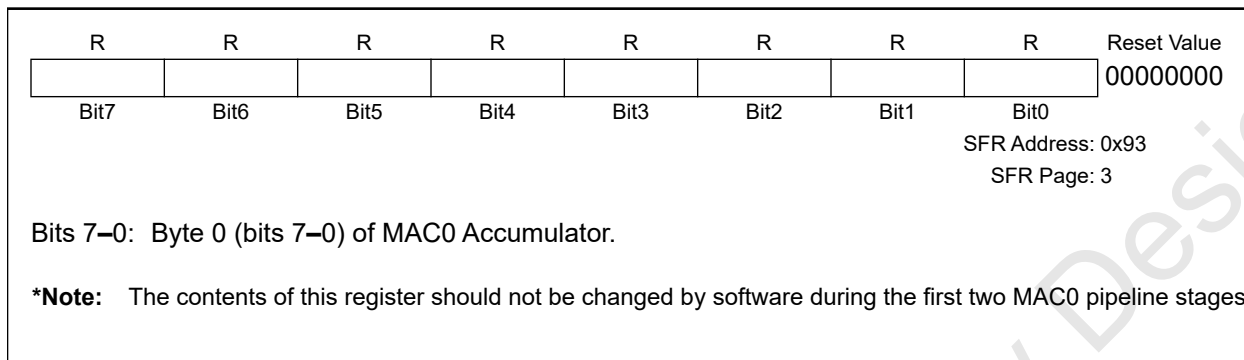 R R R R R R R R Reset Value
00000000
Bit7 Bit6 Bit5 Bit4 Bit3 Bit2 Bit1 Bit0
SFR Address: 0x93
SFR Page: 3
Bits 7–0: Byte 0 (bits 7–0) of MAC0 Accumulator.
*Note: The contents of this register should not be changed by software during the first two MAC0 pipeline stages